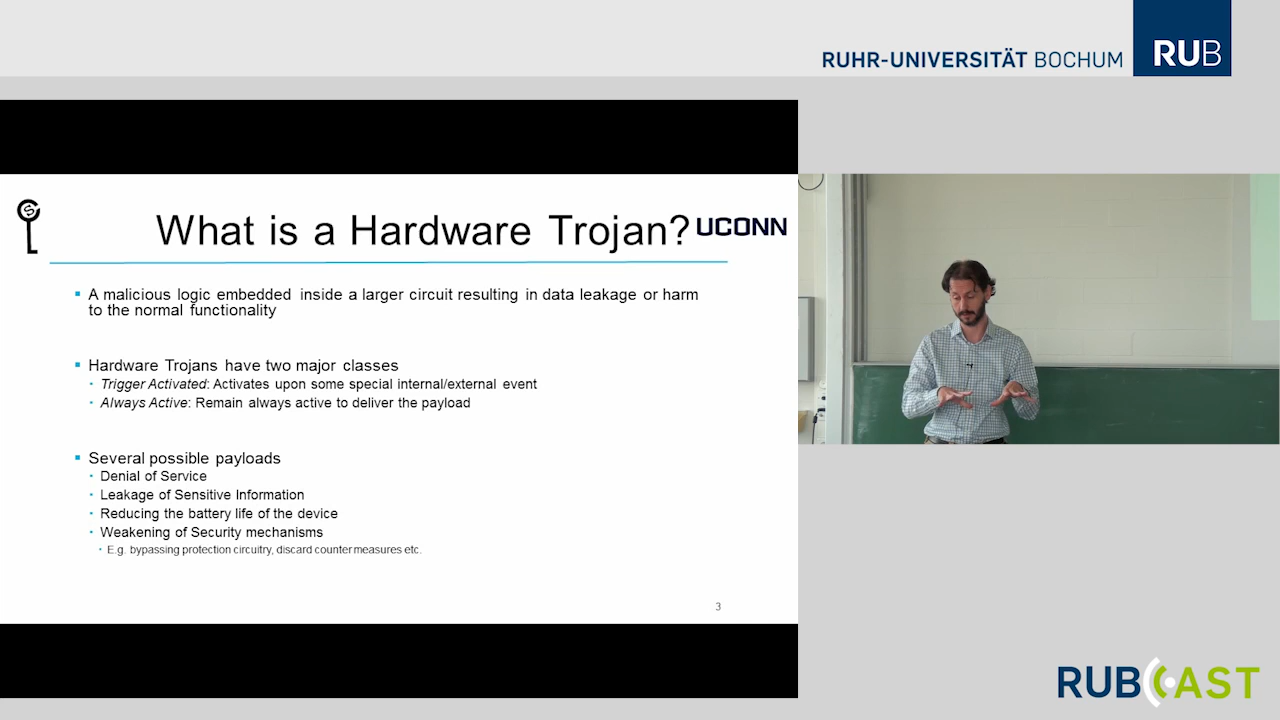 RUHR-UNIVERSITÄT BOCHUM RUB
What is a Hardware Trojan?
UCONN
A malicious logic embedded inside a larger circuit resulting in data leakage or harm
to the normal functionality
Hardware Trojans have two major classes
Trigger Activated: Activates upon some special internal/external event
Always Active: Remain always active to deliver the payload
Several possible payloads
Denial of Service
Leakage of Sensitive Information
Reducing the battery life of the device
Weakening of Security mechanisms
E.g. bypassing protection circuitry, discard counter measures etc.
3
RUBCAST